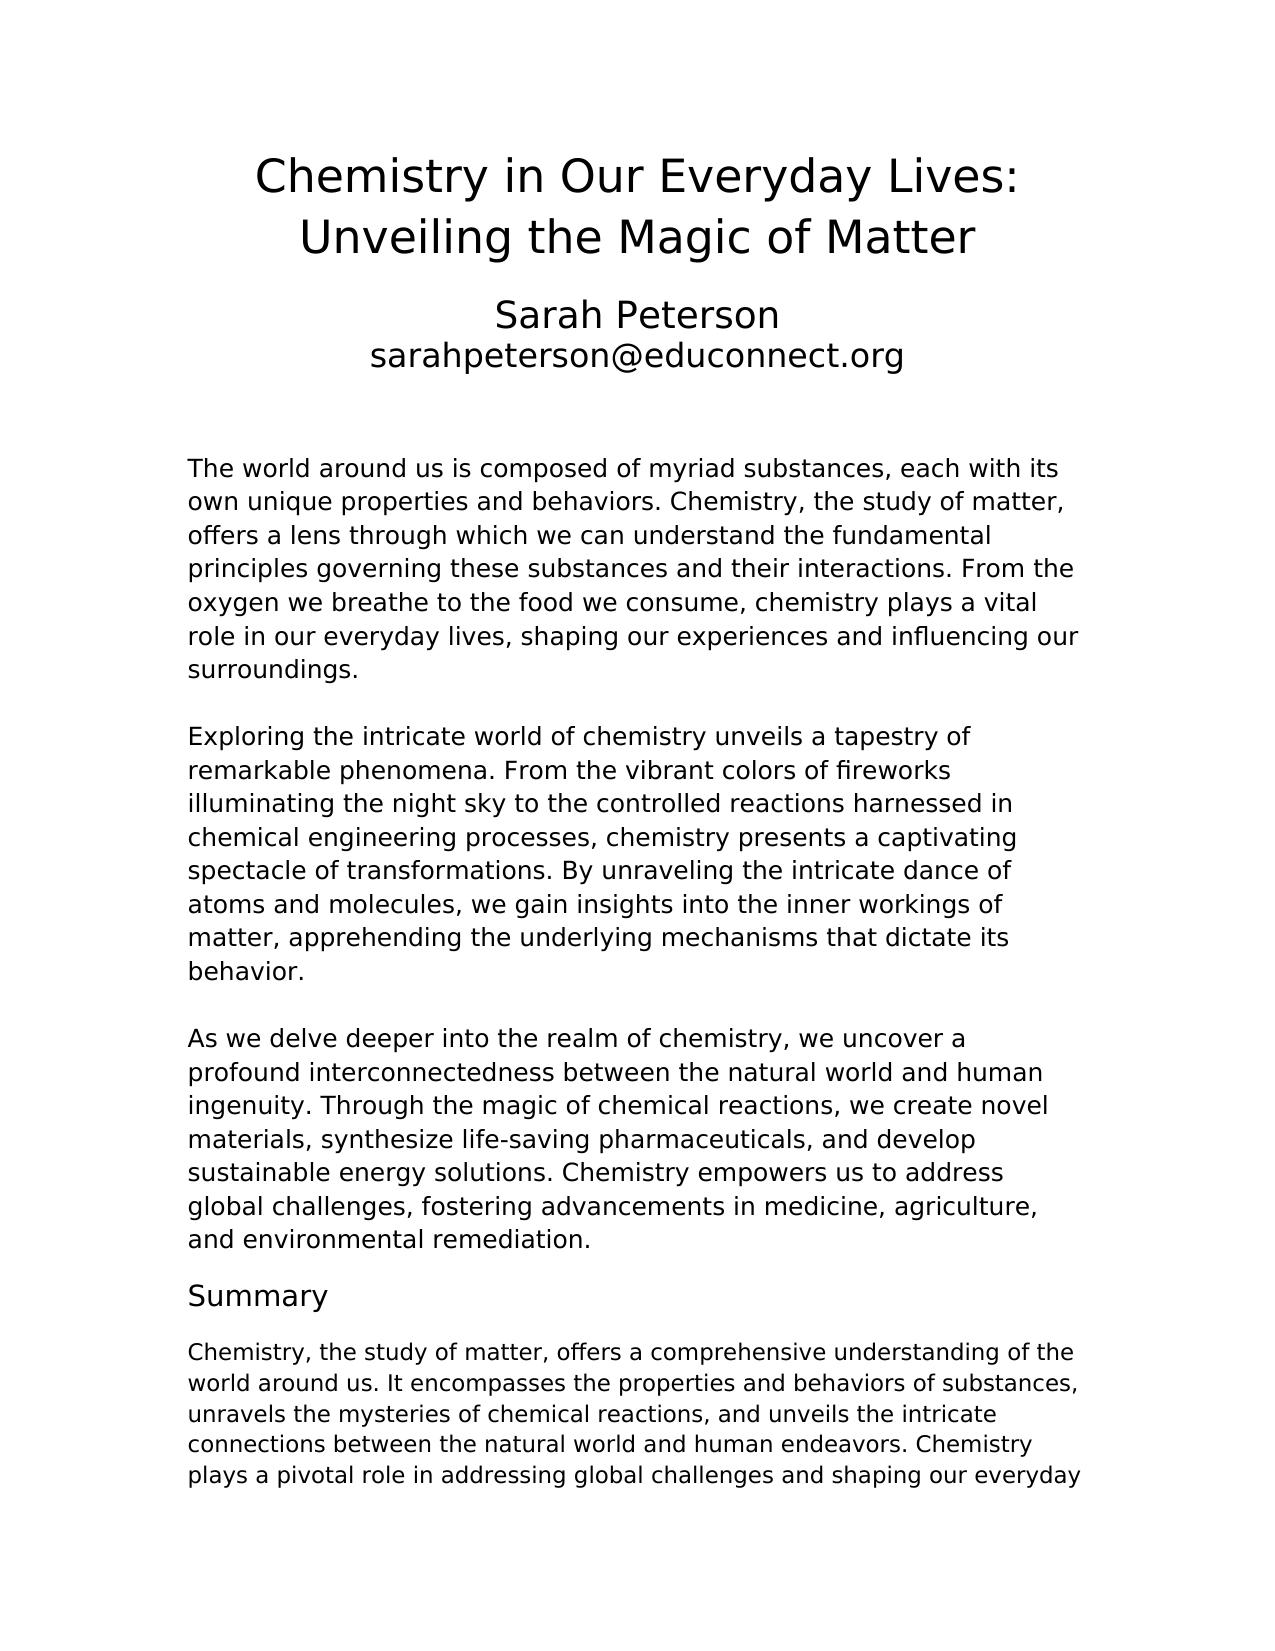 Chemistry in Our Everyday Lives:
Unveiling the Magic of Matter
Sarah Peterson
sarahpeterson@educonnect.org
The world around us is composed of myriad substances, each with its
own unique properties and behaviors. Chemistry, the study of matter,
offers a lens through which we can understand the fundamental
principles governing these substances and their interactions. From the
oxygen we breathe to the food we consume, chemistry plays a vital
role in our everyday lives, shaping our experiences and influencing our
surroundings.
Exploring the intricate world of chemistry unveils a tapestry of
remarkable phenomena. From the vibrant colors of fireworks
illuminating the night sky to the controlled reactions harnessed in
chemical engineering processes, chemistry presents a captivating
spectacle of transformations. By unraveling the intricate dance of
atoms and molecules, we gain insights into the inner workings of
matter, apprehending the underlying mechanisms that dictate its
behavior.
As we delve deeper into the realm of chemistry, we uncover a
profound interconnectedness between the natural world and human
ingenuity. Through the magic of chemical reactions, we create novel
materials, synthesize life-saving pharmaceuticals, and develop
sustainable energy solutions. Chemistry empowers us to address
global challenges, fostering advancements in medicine, agriculture,
and environmental remediation.
Summary
Chemistry, the study of matter, offers a comprehensive understanding of the
world around us. It encompasses the properties and behaviors of substances,
unravels the mysteries of chemical reactions, and unveils the intricate
connections between the natural world and human endeavors. Chemistry
plays a pivotal role in addressing global challenges and shaping our everyday